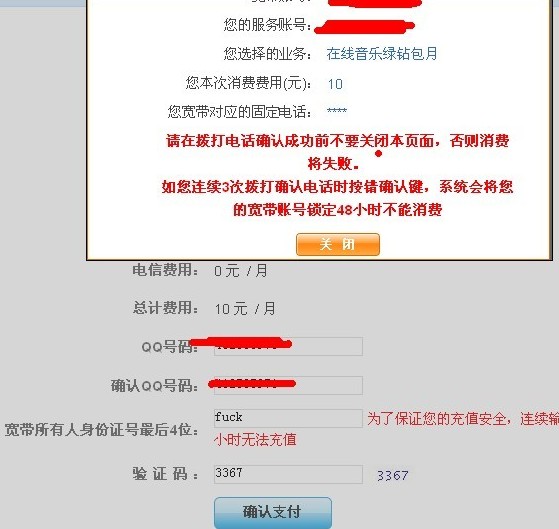 您的服务账号：
您选择的业务： 在线音乐绿钻包月
您本次消费费用(元)： 10
您宽带对应的固定电话： ****
请在拨打电话确认成功前不要关闭本页面，否则消费
将失败。
如您连续3次拨打确认电话时按错确认键，系统会将您
的宽带账号锁定48小时不能消费
关 闭
电信费用： 0 元 / 月
总计费用： 10 元 / 月
QQ号码：
确认QQ号码：
宽带所有人身份证号最后4位： fuck 为了保证您的充值安全，连续输
小时无法充值
验 证 码 ： 3367 3367
确认支付